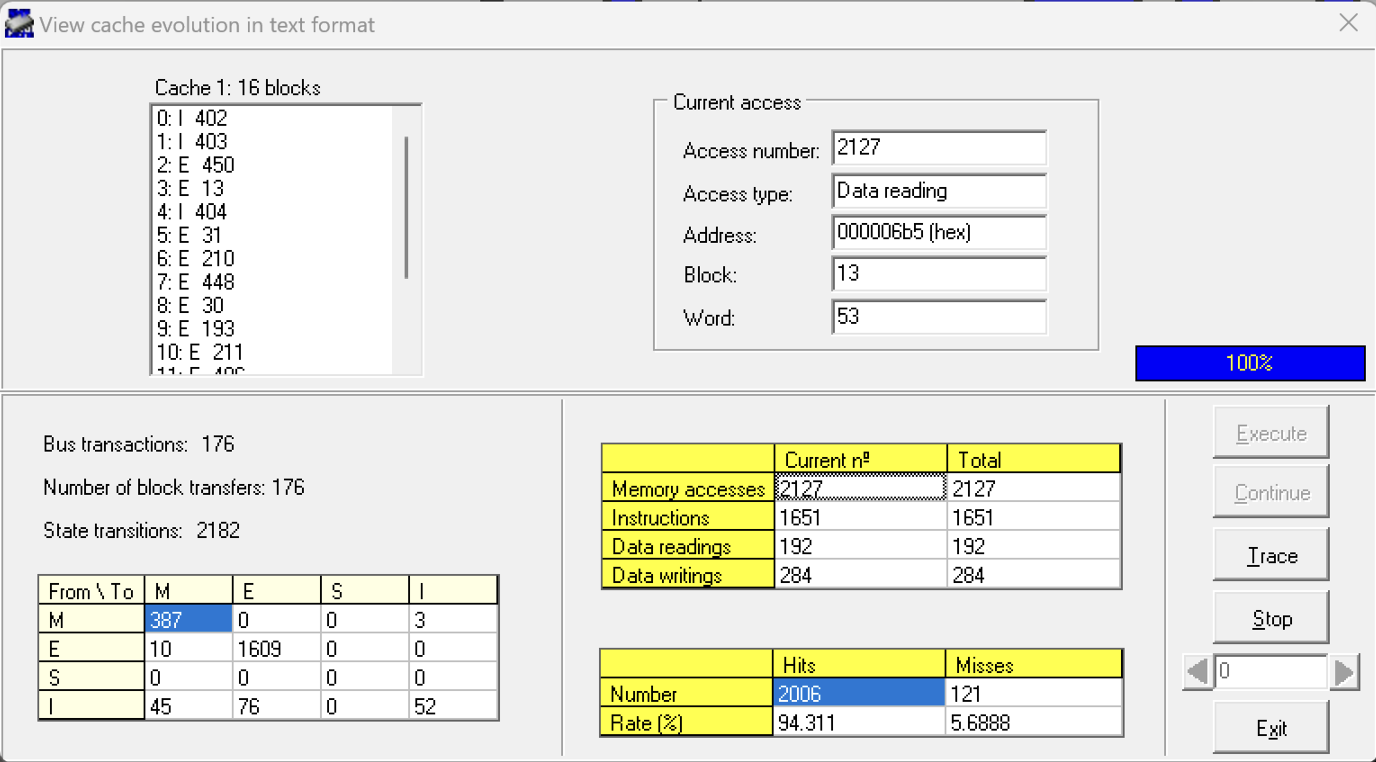 View cache evolution in text format
Cache 1: 16 blocks
0: I 402
1: I 403
2: E 450
3: E 13
4: I 404
5: E 31
6: E 210
7: E 448
8: E 30
9: E 193
10: E 211
Current access
Access number: 2127
Access type: Data reading
Address: 000006b5 (hex)
Block: 13
Word: 53
100%
Bus transactions: 176
Number of block transfers: 176
State transitions: 2182
From \ To M E S I
M 387 0 0 3
E 10 1609 0 0
S 0 0 0 0
I 45 76 0 52
Current nº Total
Memory accesses 2127 2127
Instructions 1651 1651
Data readings 192 192
Data writings 284 284
Hits Misses
Number 2006 121
Rate (%) 94.311 5.6888
Execute
Continue
Trace
Stop
0
Exit